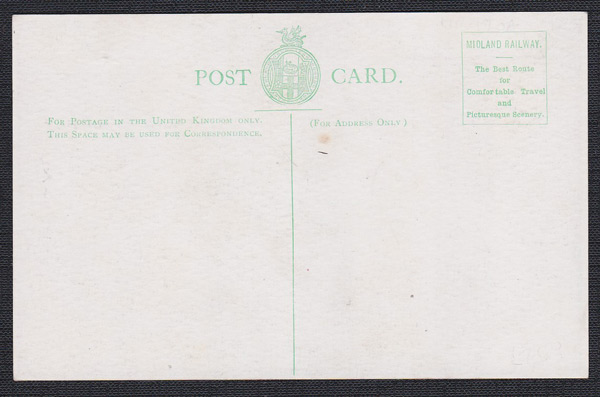 POST CARD.
FOR POSTAGE IN THE UNITED KINGDOM ONLY.
THIS SPACE MAY BE USED FOR CORRESPONDENCE.
(FOR ADDRESS ONLY)
MIDLAND RAILWAY.
The Best Route
for
Comfortable Travel
and
Picturesque Scenery.